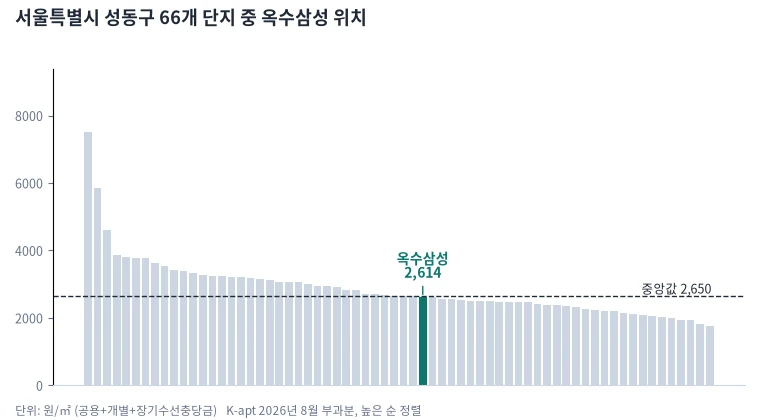 서울특별시 성동구 66개 단지 중 옥수삼성 위치
8000
6000
4000
2000
0
옥수삼성
2,614
중앙값 2,650
단위: 원/㎡ (공용+개별+장기수선충당금) K-apt 2026년 8월 부과분, 높은 순 정렬